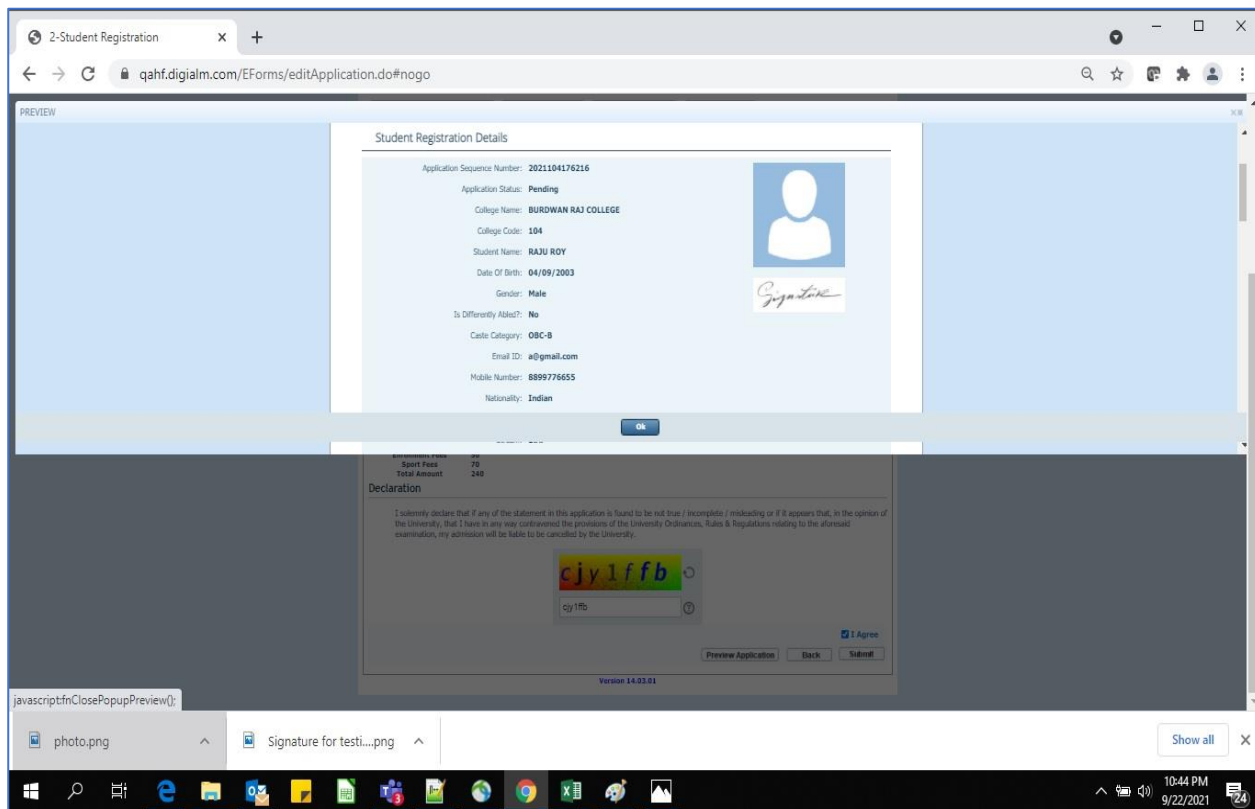 2-Student Registration
qahf.digialm.com/EForms/editApplication.do#nogo
PREVIEW
Student Registration Details
Application Sequence Number: 2021104176216
Application Status: Pending
College Name: BURDWAN RAJ COLLEGE
College Code: 104
Student Name: RAJU ROY
Date Of Birth: 04/09/2003
Gender: Male
Signature
Is Differently Abled?: No
Caste Category: OBC-B
Email ID: a@gmail.com
Mobile Number: 8899776655
Nationality: Indian
Ok
Sport Fees 70
Total Amount 240
Declaration
I solemnly declare that if any of the statement in this application is found to be not true / incomplete / misleading or if it appears that, in the opinion of
the University, that I have in any way contravened the provisions of the University Ordinances, Rules & Regulations relating to the aforesaid
examination, my admission will be liable to be cancelled by the University.
cjy1ffb
cjy1ffb
I Agree
Preview Application Back Submit
Version 14.03.01
javascript:fnClosePopupPreview();
photo.png
Signature for testi....png
Show all
10:44 PM
9/22/2021
24